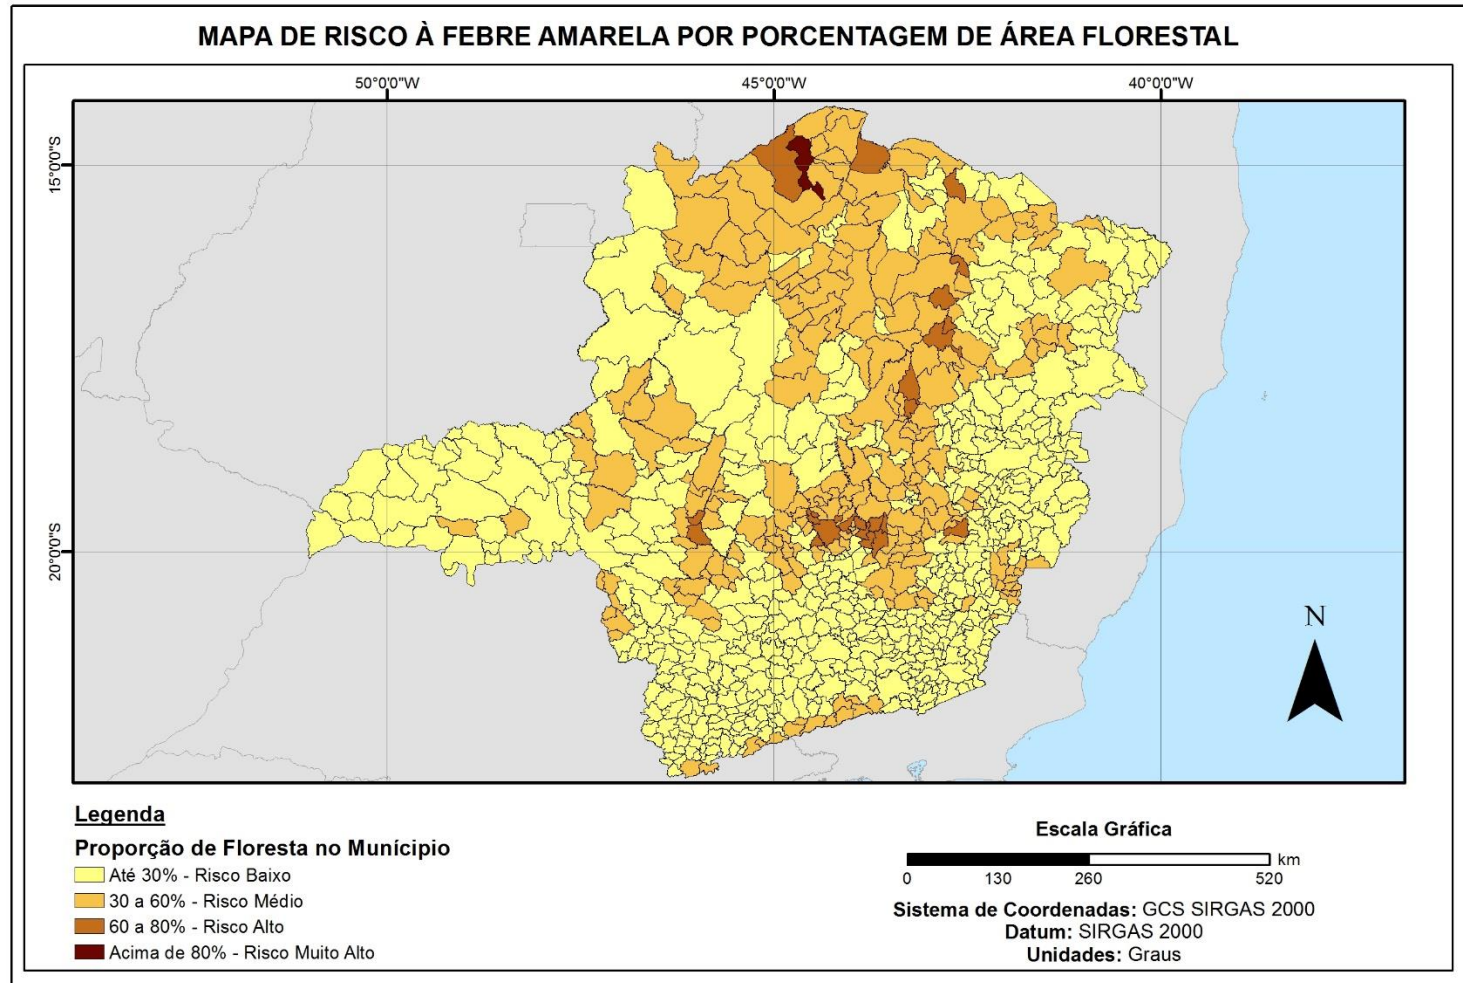 MAPA DE RISCO À FEBRE AMARELA POR PORCENTAGEM DE ÁREA FLORESTAL
50°0'0"W 45°0'0"W 40°0'0"W
15°0'0"S
20°0'0"S
N
Legenda
Proporção de Floresta no Munícipio
Até 30% - Risco Baixo
30 a 60% - Risco Médio
60 a 80% - Risco Alto
Acima de 80% - Risco Muito Alto
Escala Gráfica
km
0 130 260 520
Sistema de Coordenadas: GCS SIRGAS 2000
Datum: SIRGAS 2000
Unidades: Graus